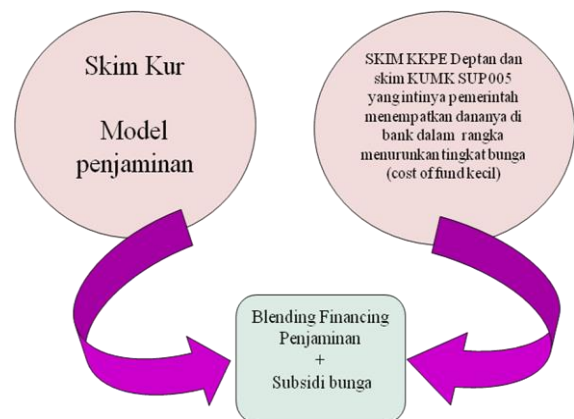 Skim Kur
Model
penjaminan
SKIM KKPE Deptan dan
skim KUMK SUP005
yang intinya pemerintah
menempatkan dananya di
bank dalam rangka
menurunkan tingkat bunga
(cost of fund kecil)
Blending Financing
Penjaminan
+
Subsidi bunga